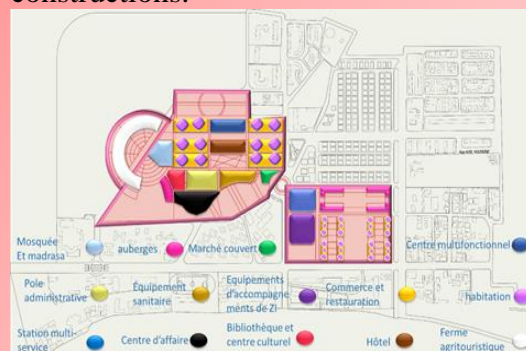 constructions.
Mosquée
Et madrasa
auberges
Marché couvert
Centre multifonctionnel
Pole
administrative
Équipement
sanitaire
Equipements
d'accompagne
ments de ZI
Commerce et
restauration
habitation
Station multi-
service
Centre d'affaire
Bibliothèque et
centre culturel
Hôtel
Ferme
agritouristique